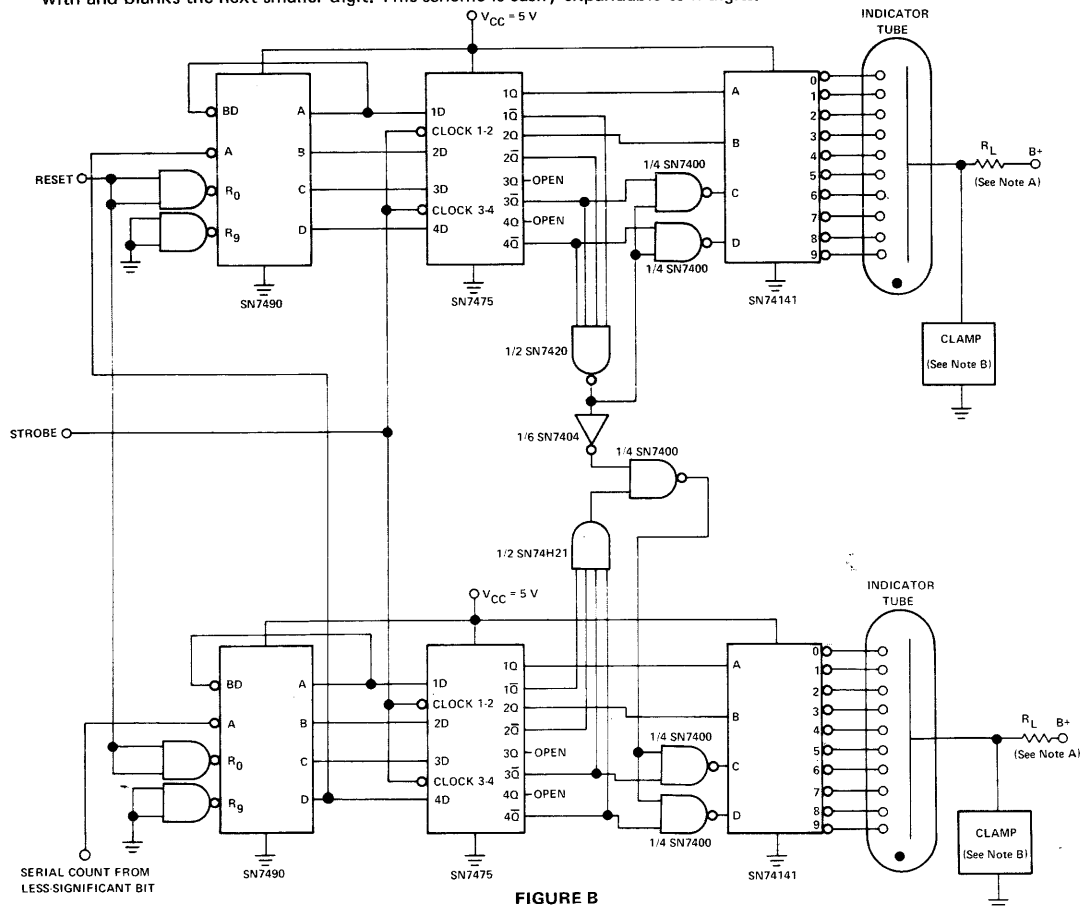 with and blanks the next smaller digit. This scheme is easily expandable to n digits.
VCC = 5 V
INDICATOR
TUBE
BD
A
R0
R9
A
B
C
D
SN7490
RESET
1D
CLOCK 1-2
2D
3D
CLOCK 3-4
4D
1Q
1Q̅
2Q
2Q̅
3Q OPEN
3Q̅
4Q OPEN
4Q̅
SN7475
1/4 SN7400
1/4 SN7400
A
B
C
D
0
1
2
3
4
5
6
7
8
9
SN74141
RL
B+
(See Note A)
CLAMP
(See Note B)
1/2 SN7420
STROBE
1/6 SN7404
1/4 SN7400
1/2 SN74H21
VCC = 5 V
INDICATOR
TUBE
BD
A
R0
R9
A
B
C
D
SN7490
1D
CLOCK 1-2
2D
3D
CLOCK 3-4
4D
1Q
1Q̅
2Q
2Q̅
3Q OPEN
3Q̅
4Q OPEN
4Q̅
SN7475
1/4 SN7400
1/4 SN7400
A
B
C
D
0
1
2
3
4
5
6
7
8
9
SN74141
RL
B+
(See Note A)
CLAMP
(See Note B)
SERIAL COUNT FROM
LESS-SIGNIFICANT BIT
FIGURE B